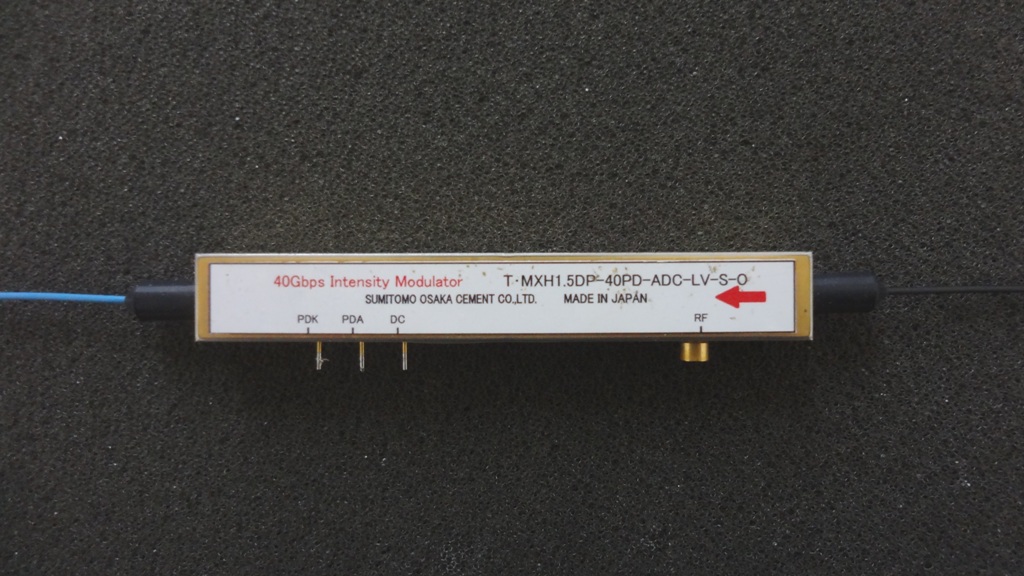 40Gbps Intensity Modulator T·MXH1.5DP-40PD-ADC-LV-S-O
SUMITOMO OSAKA CEMENT CO.,LTD. MADE IN JAPAN
PDK PDA DC RF